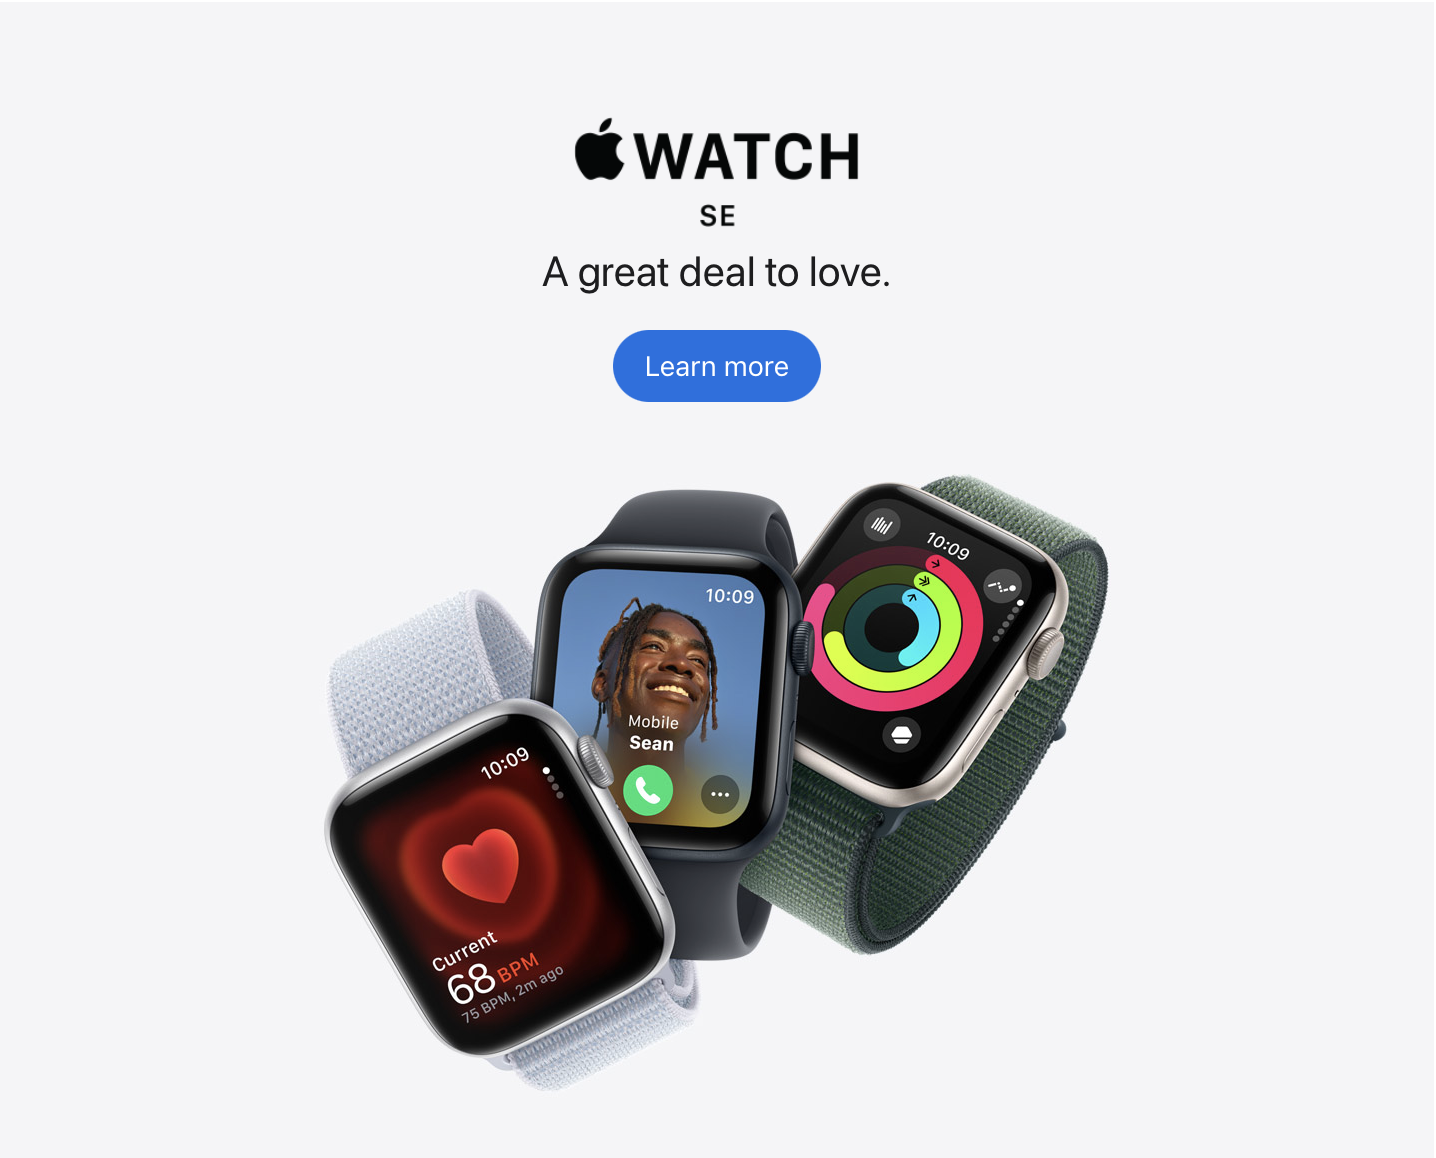 WATCH
SE
A great deal to love.
Learn more
10:09
10:09
Mobile
Sean
10:09
Current
68 BPM
75 BPM, 2m ago